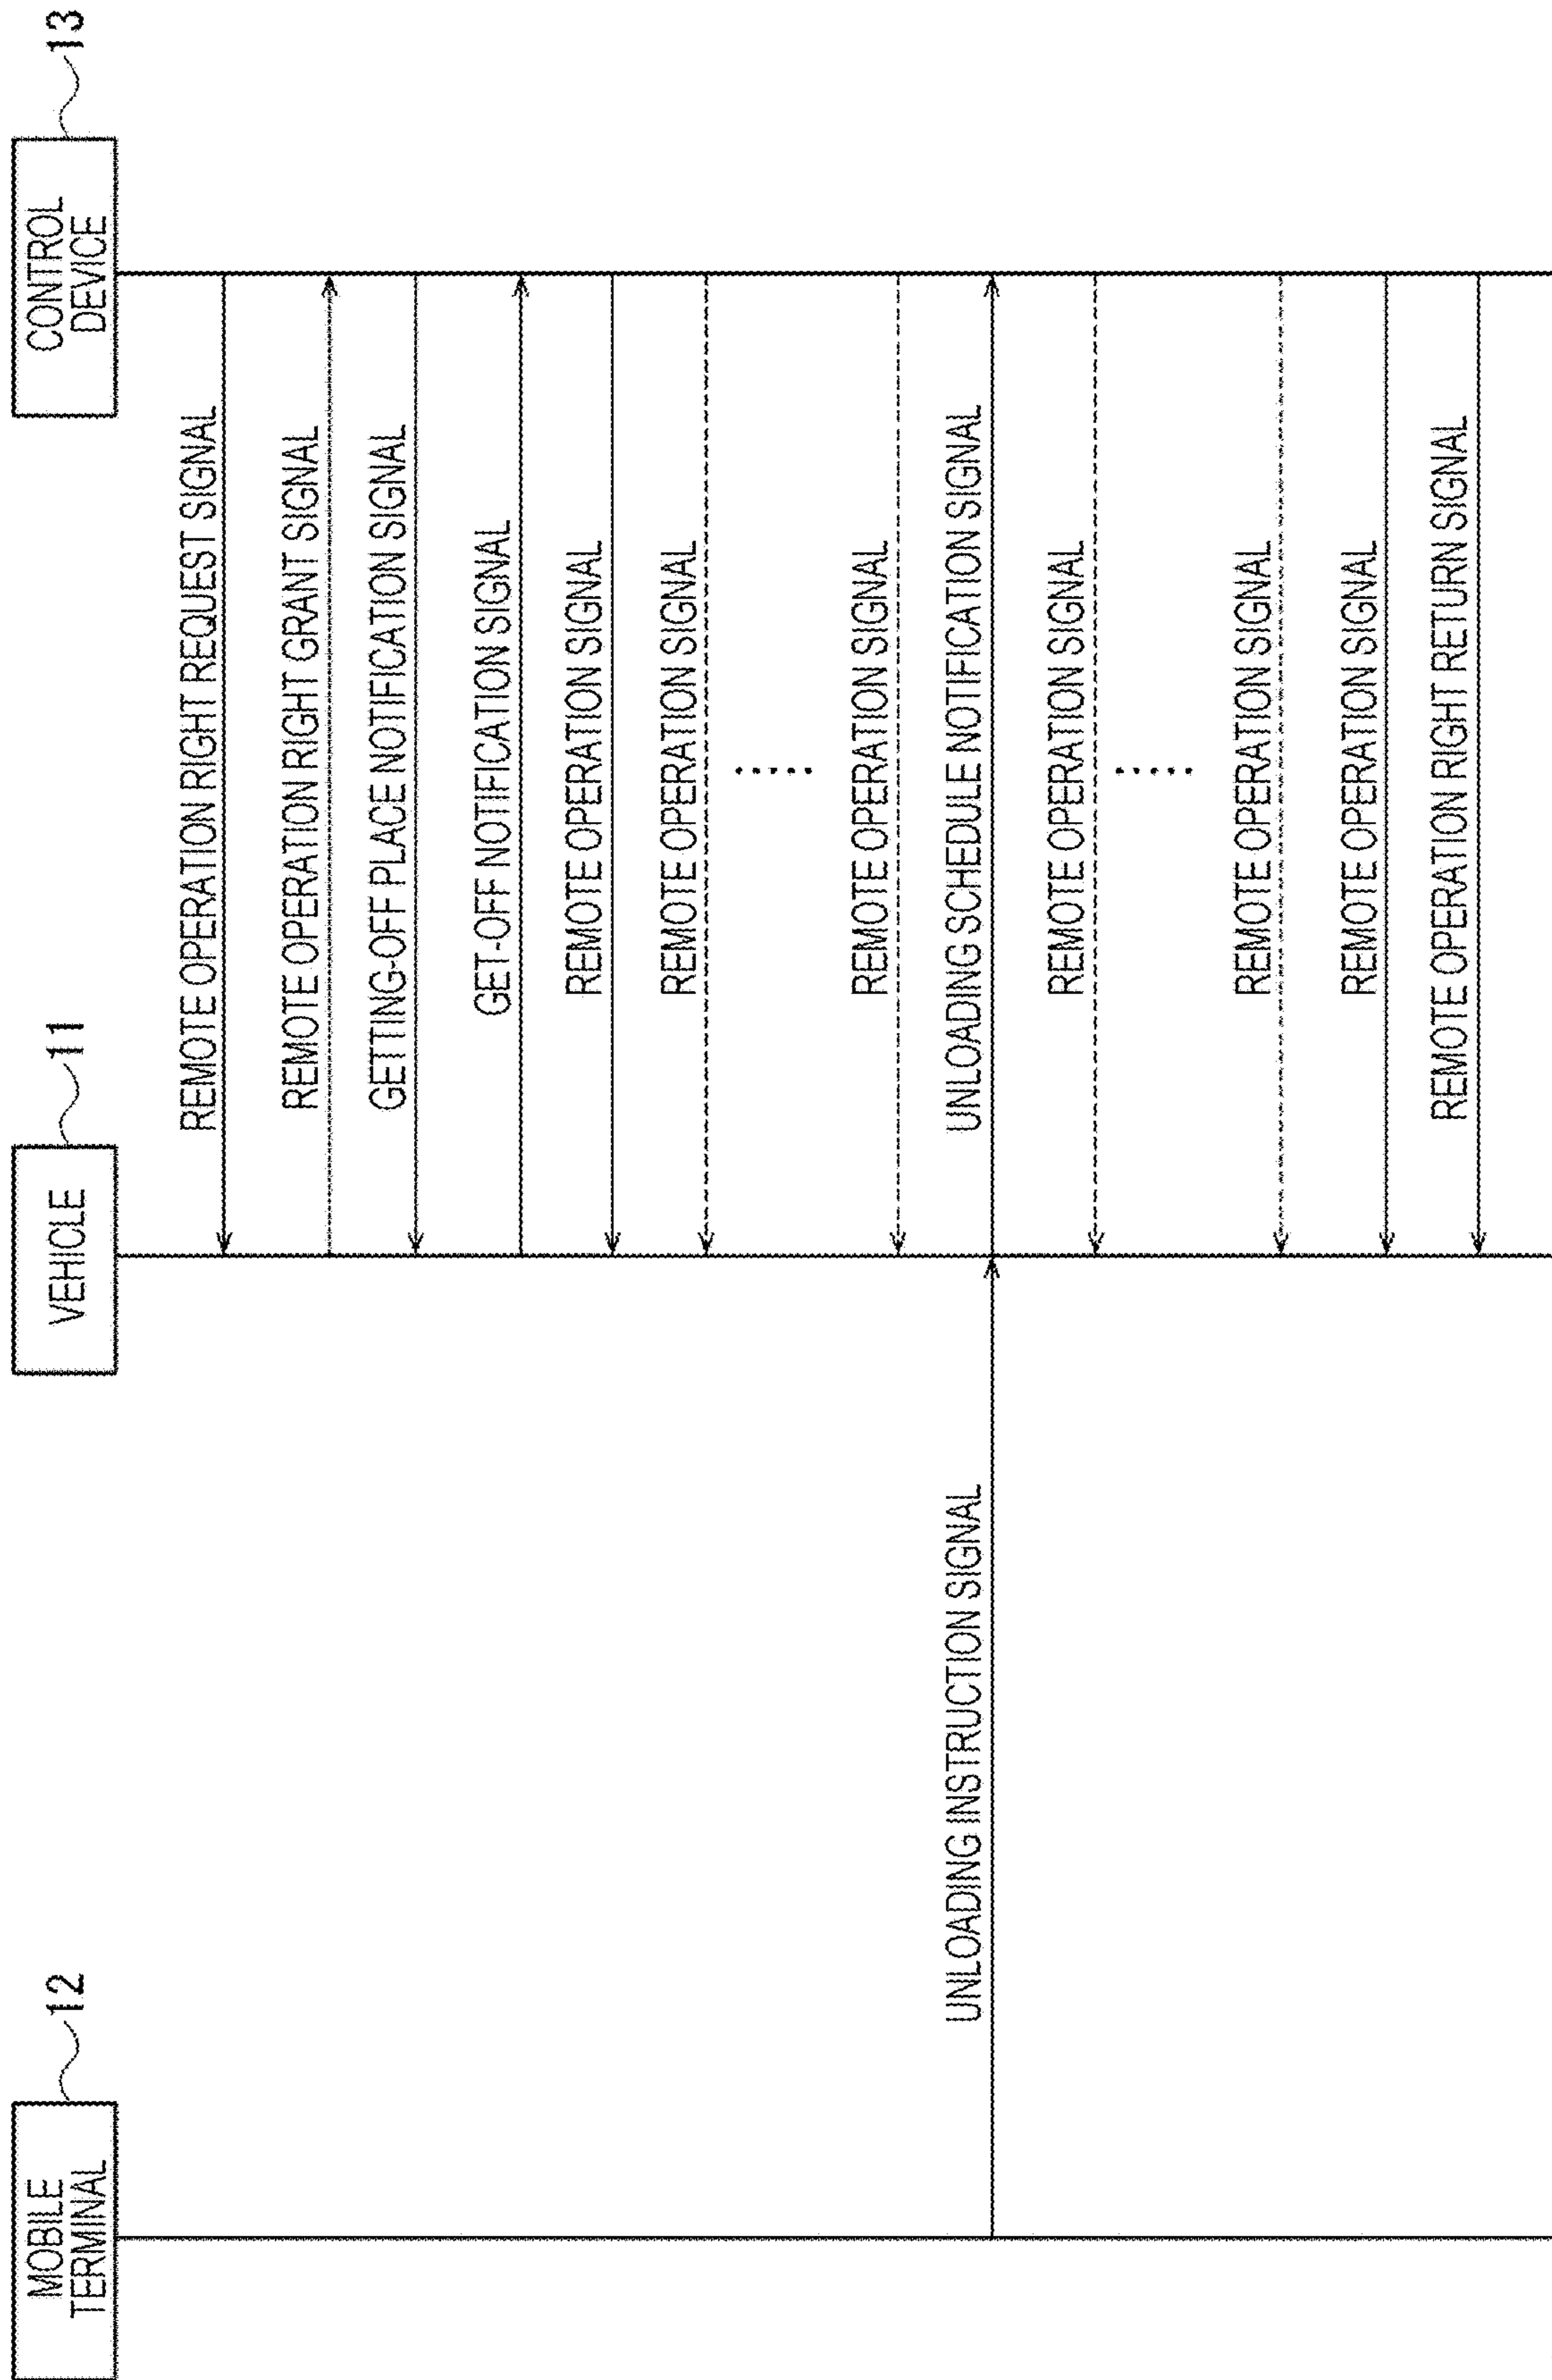 MOBILE
TERMINAL
12
VEHICLE
11
CONTROL
DEVICE
13
REMOTE OPERATION RIGHT REQUEST SIGNAL
REMOTE OPERATION RIGHT GRANT SIGNAL
GETTING-OFF PLACE NOTIFICATION SIGNAL
GET-OFF NOTIFICATION SIGNAL
REMOTE OPERATION SIGNAL
REMOTE OPERATION SIGNAL
REMOTE OPERATION SIGNAL
UNLOADING INSTRUCTION SIGNAL
UNLOADING SCHEDULE NOTIFICATION SIGNAL
REMOTE OPERATION SIGNAL
REMOTE OPERATION SIGNAL
REMOTE OPERATION SIGNAL
REMOTE OPERATION RIGHT RETURN SIGNAL